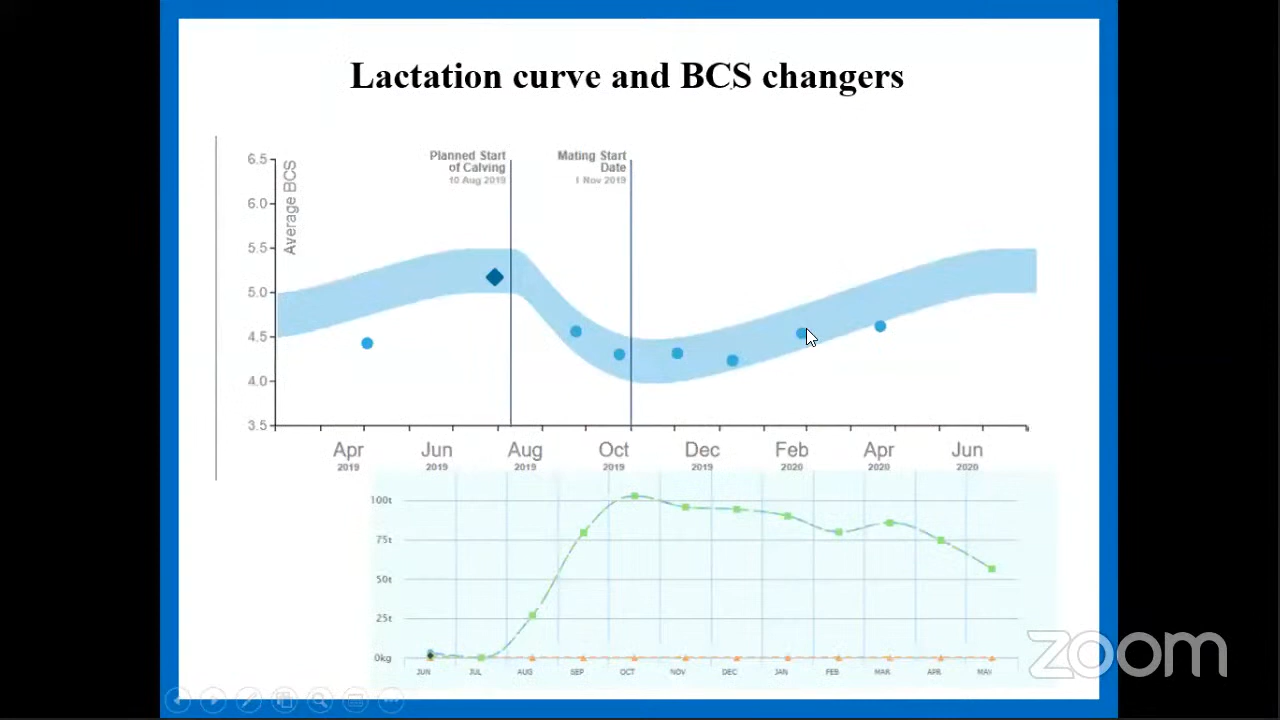 Lactation curve and BCS changers
Planned Start
of Calving
10 Aug 2019
Mating Start
Date
1 Nov 2019
Average BCS
6.5
6.0
5.5
5.0
4.5
4.0
3.5
Apr Jun Aug Oct Dec Feb Apr Jun
2019 2019 2019 2019 2019 2020 2020 2020
100t
75t
50t
25t
0kg
JUN JUL AUG SEP OCT NOV DEC JAN FEB MAR APR MAY
zoom